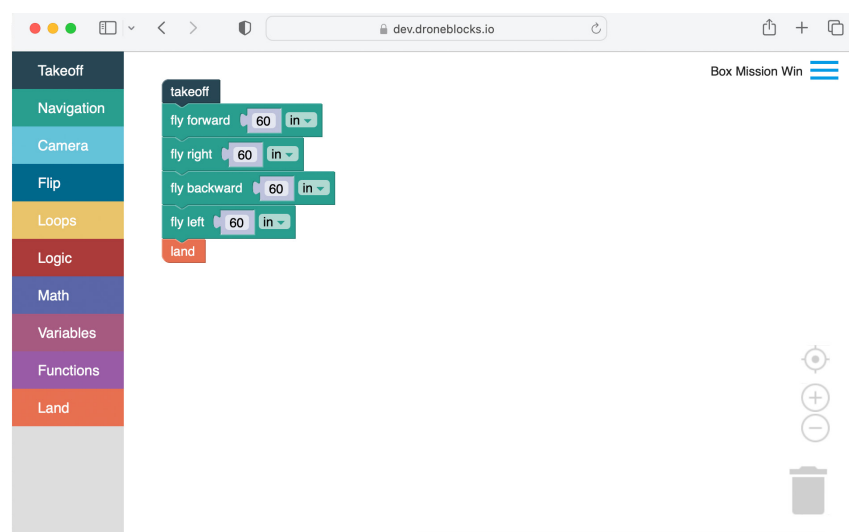 dev.droneblocks.io
Box Mission Win
Takeoff
Navigation
Camera
Flip
Loops
Logic
Math
Variables
Functions
Land
takeoff
fly forward 60 in
fly right 60 in
fly backward 60 in
fly left 60 in
land